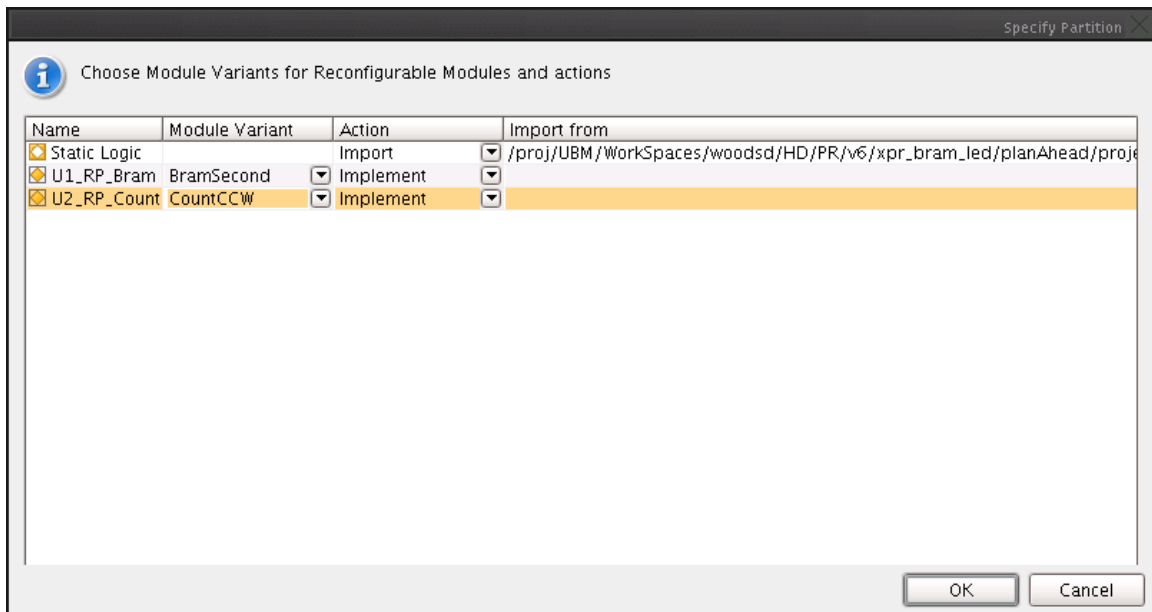 Specify Partition
Choose Module Variants for Reconfigurable Modules and actions
Name Module Variant Action Import from
Static Logic Import /proj/UBM/WorkSpaces/woodsd/HD/PR/v6/xpr_bram_led/planAhead/proje
U1_RP_Bram BramSecond Implement
U2_RP_Count CountCCW Implement
OK Cancel